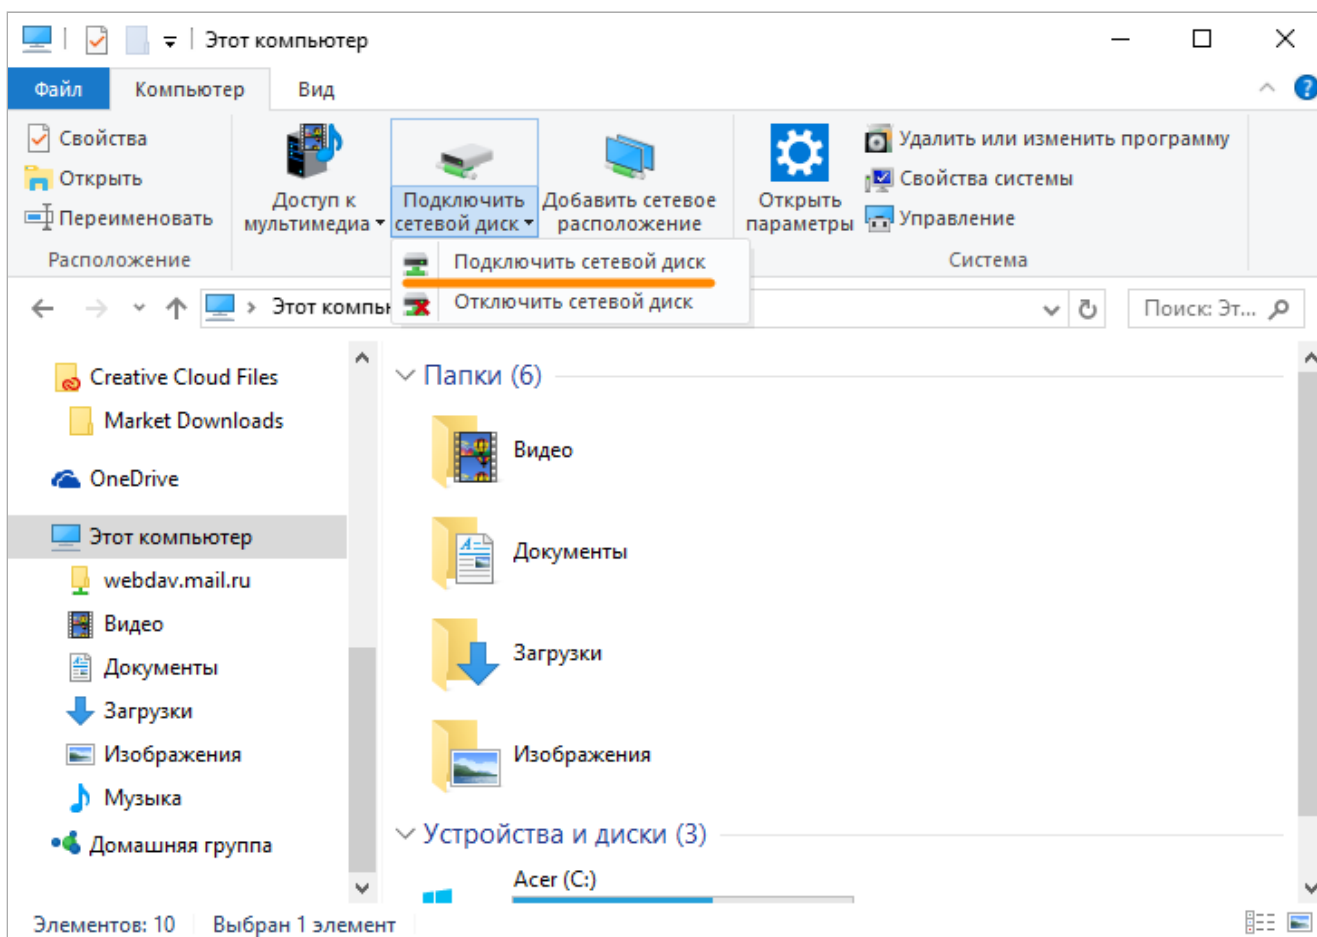 Этот компьютер
Файл
Компьютер
Вид
?
Свойства
Открыть
Переименовать
Расположение
Доступ к
мультимедиа
Подключить
сетевой диск
Добавить сетевое
расположение
Открыть
параметры
Удалить или изменить программу
Свойства системы
Управление
Система
Подключить сетевой диск
Отключить сетевой диск
Этот компь
Поиск: Эт...
Creative Cloud Files
Market Downloads
OneDrive
Этот компьютер
webdav.mail.ru
Видео
Документы
Загрузки
Изображения
Музыка
Домашняя группа
Папки (6)
Видео
Документы
Загрузки
Изображения
Устройства и диски (3)
Acer (C:)
Элементов: 10
Выбран 1 элемент